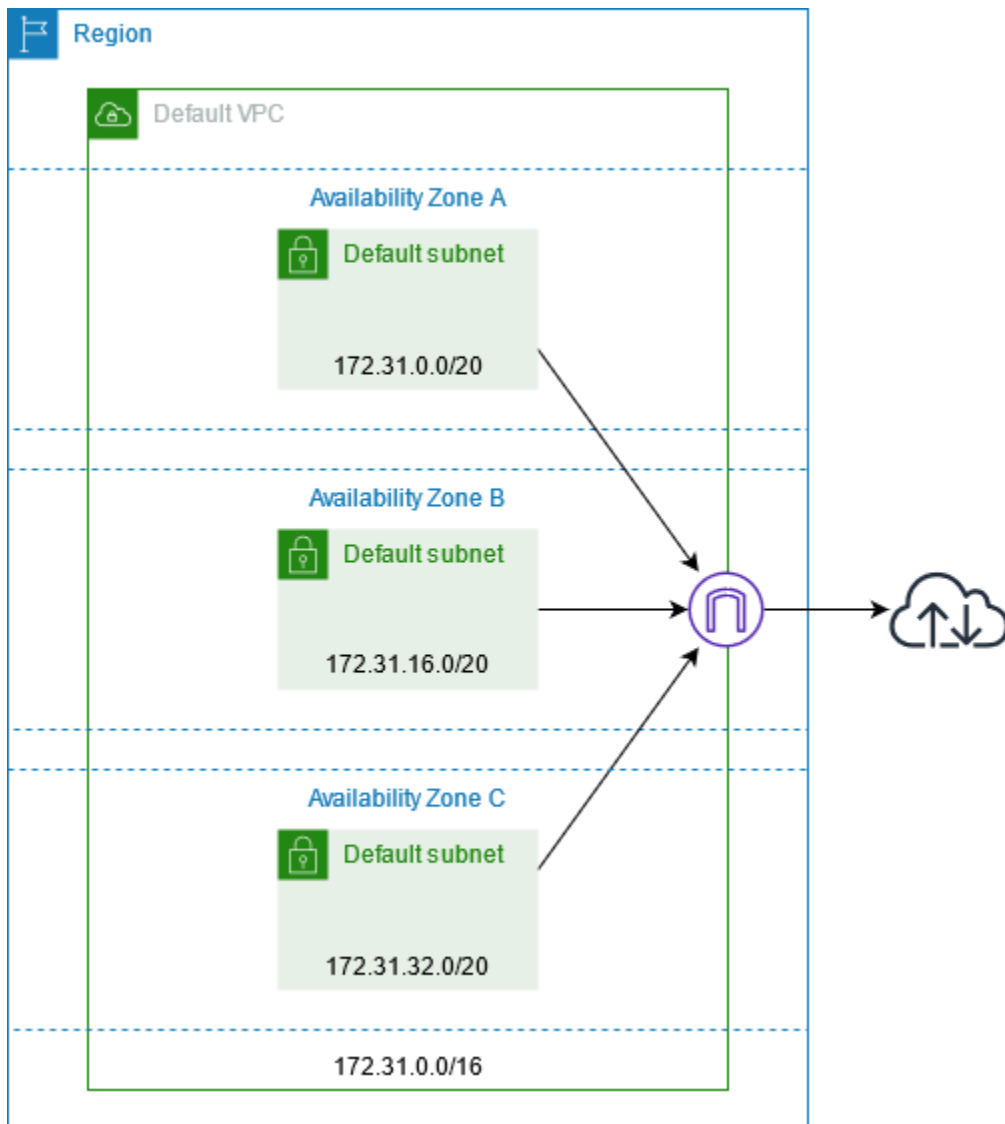 Region
Default VPC
Availability Zone A
Default subnet
172.31.0.0/20
Availability Zone B
Default subnet
172.31.16.0/20
Availability Zone C
Default subnet
172.31.32.0/20
172.31.0.0/16